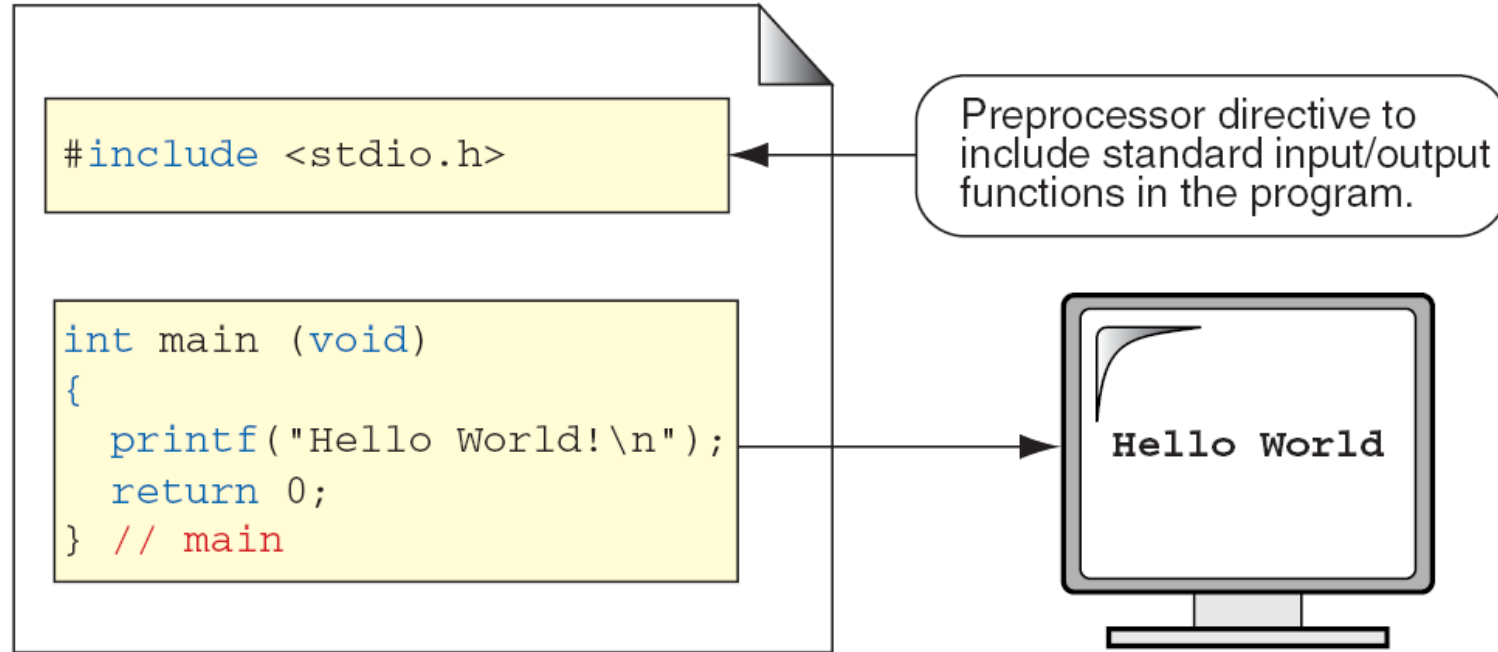 #include <stdio.h>
Preprocessor directive to
include standard input/output
functions in the program.
int main (void)
{
printf("Hello World!\n");
return 0;
} // main
Hello World